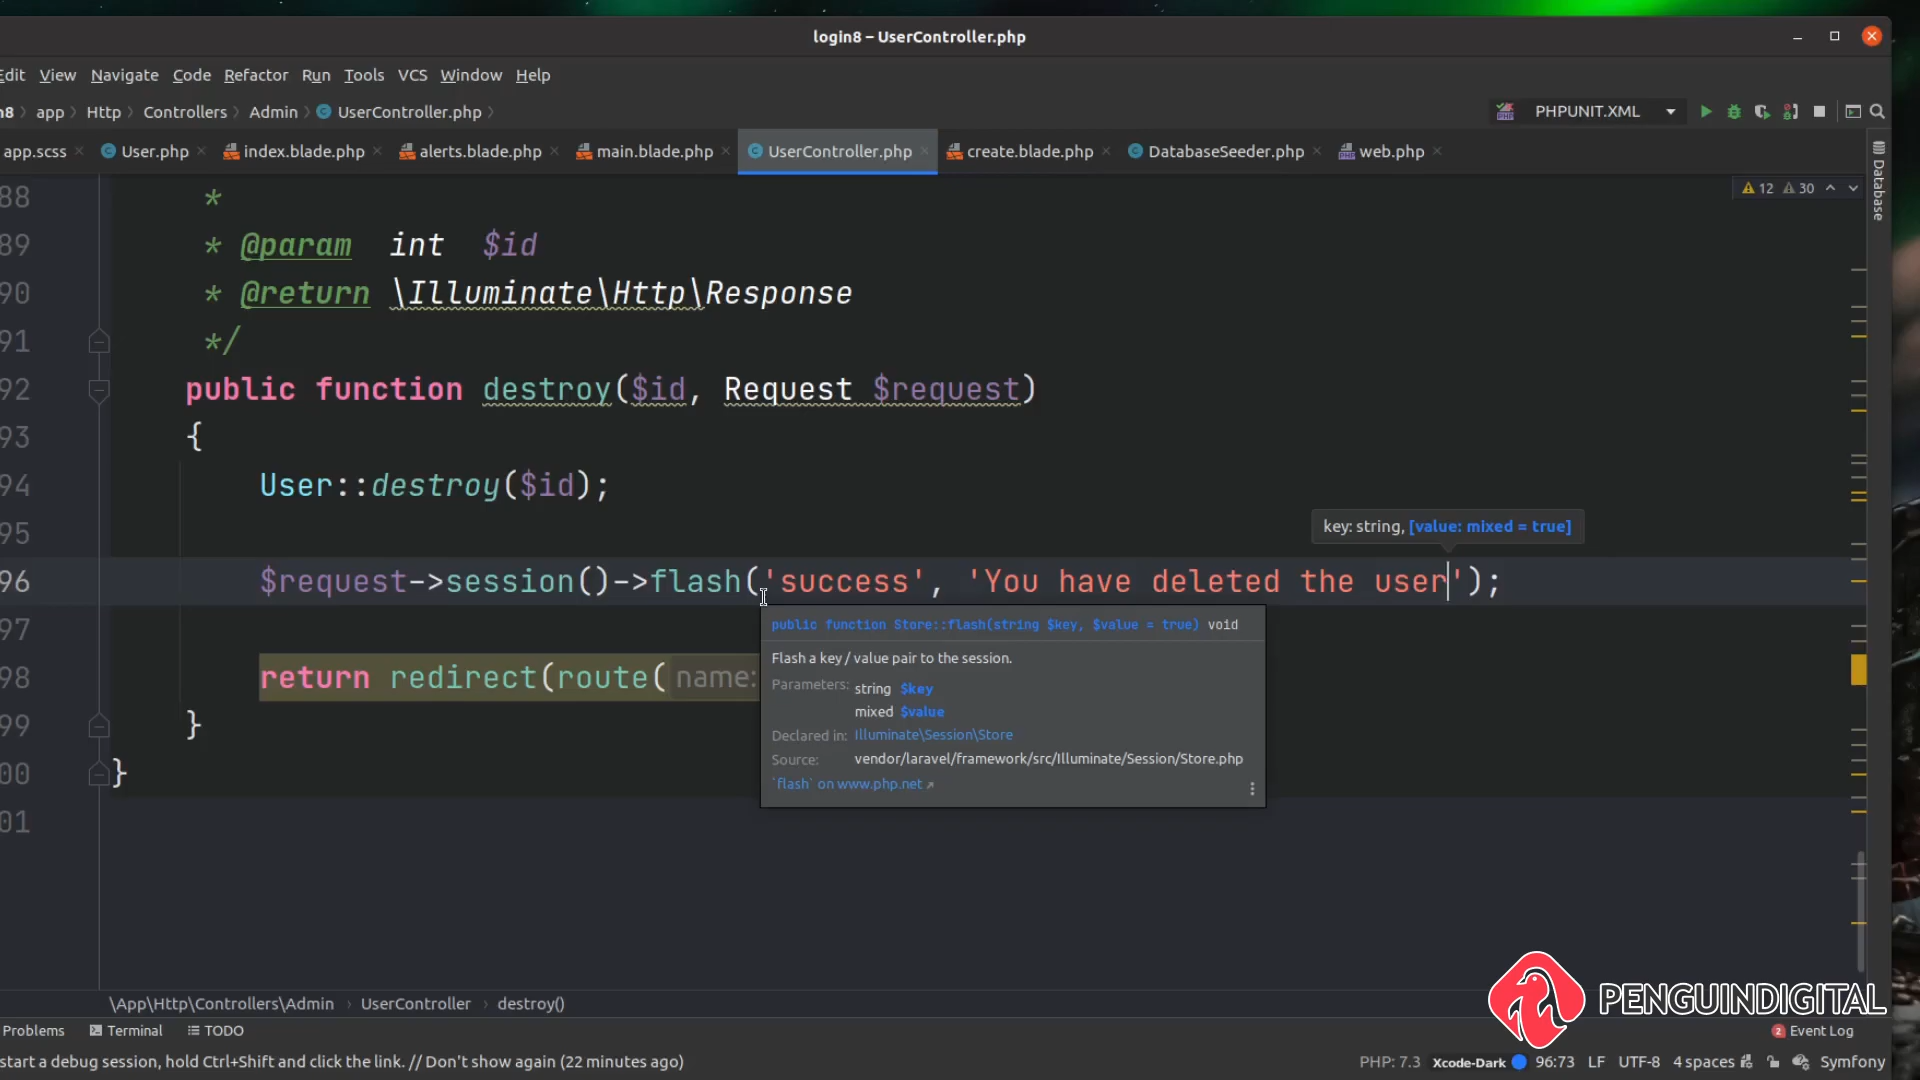 login8 – UserController.php
Edit View Navigate Code Refactor Run Tools VCS Window Help
n8 › app › Http › Controllers › Admin › UserController.php ›
PHPUNIT.XML
app.scss × User.php × index.blade.php × alerts.blade.php × main.blade.php × UserController.php × create.blade.php × DatabaseSeeder.php × web.php ×
Database
12 30
88 *
89 * @param  int  $id
90 * @return \Illuminate\Http\Response
91 */
92 public function destroy($id, Request $request)
93 {
94 User::destroy($id);
95
key: string, [value: mixed = true]
96 $request->session()->flash('success', 'You have deleted the user');
97
public function Store::flash(string $key, $value = true) void
Flash a key / value pair to the session.
98 return redirect(route( name:
Parameters: string $key
mixed $value
Declared in: Illuminate\Session\Store
Source: vendor/laravel/framework/src/Illuminate/Session/Store.php
`flash` on www.php.net ↗
99 }
00 }
01
PENGUINDIGITAL
\App\Http\Controllers\Admin › UserController › destroy()
Problems Terminal TODO
2 Event Log
start a debug session, hold Ctrl+Shift and click the link. // Don't show again (22 minutes ago)
PHP: 7.3 Xcode-Dark 96:73 LF UTF-8 4 spaces Symfony